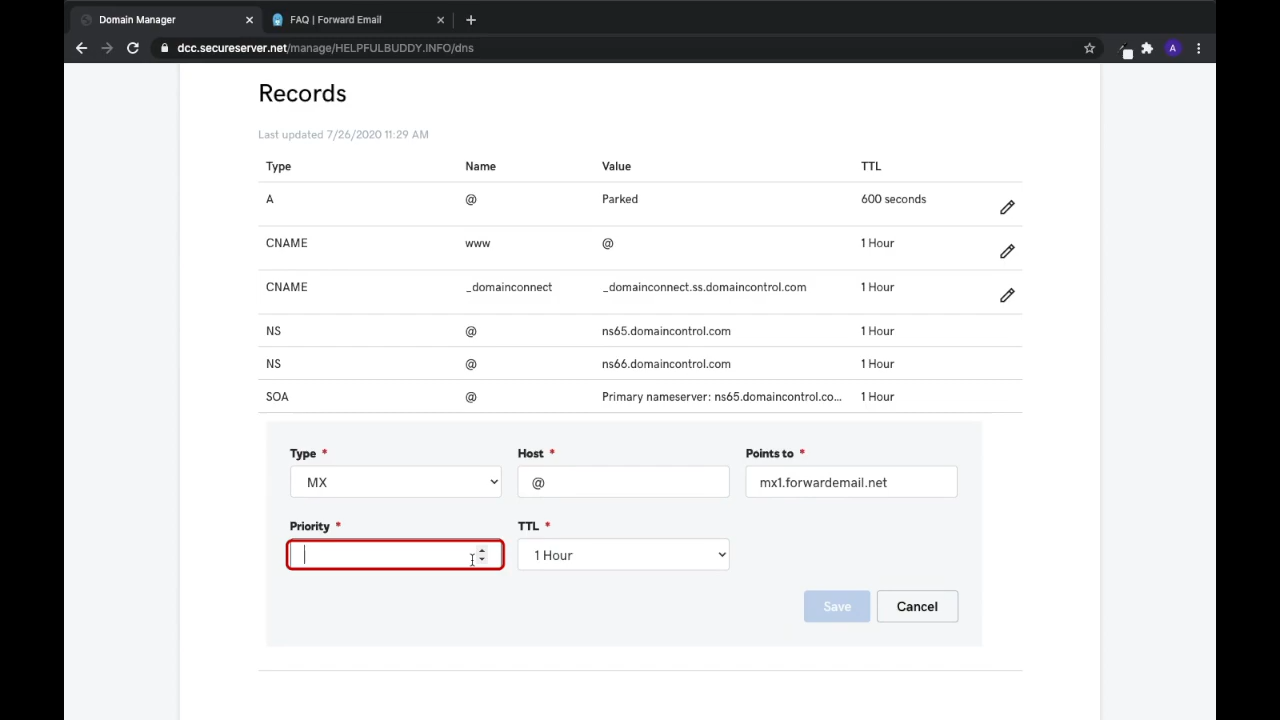 Domain Manager
FAQ | Forward Email
dcc.secureserver.net/manage/HELPFULBUDDY.INFO/dns
A
Records
Last updated 7/26/2020 11:29 AM
Type Name Value TTL
A @ Parked 600 seconds
CNAME www @ 1 Hour
CNAME _domainconnect _domainconnect.ss.domaincontrol.com 1 Hour
NS @ ns65.domaincontrol.com 1 Hour
NS @ ns66.domaincontrol.com 1 Hour
SOA @ Primary nameserver: ns65.domaincontrol.co... 1 Hour
Type * Host * Points to *
MX @ mx1.forwardemail.net
Priority * TTL *
1 Hour
Save Cancel